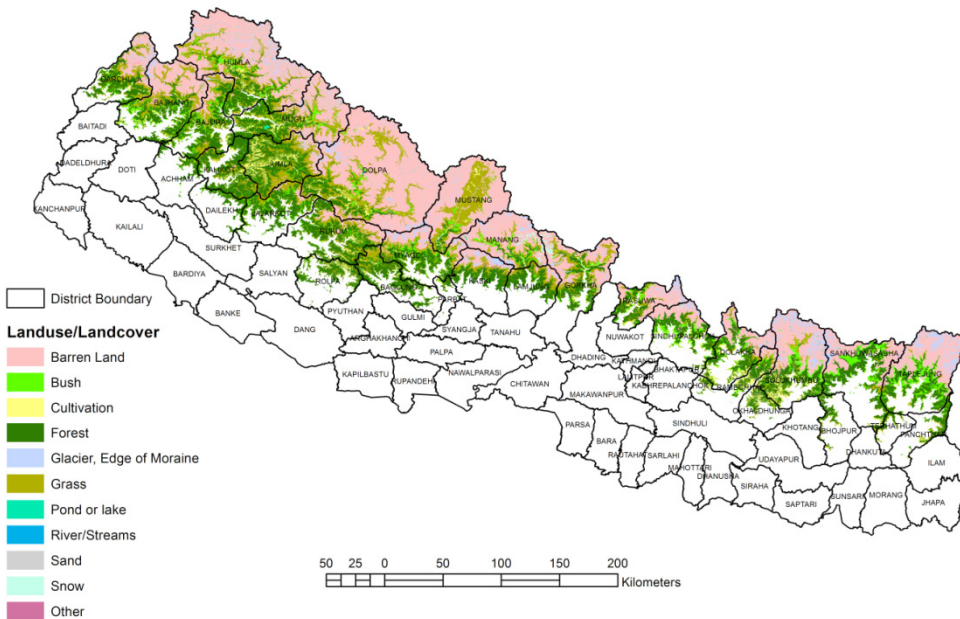 HUMLA
DARCHULA
BAJHANG
BAJURA
MUGU
BAITADI
DADELDHURA
DOTI
ACHHAM
KALIKOT
JUMLA
DOLPA
KANCHANPUR
KAILALI
DAILEKH
JAJARKOT
MUSTANG
SURKHET
RUKUM
MANANG
MYAGDI
BARDIYA
SALYAN
ROLPA
BAGLUNG
KASKI
LAMJUNG
GORKHA
PARBAT
BANKE
DANG
PYUTHAN
GULMI
SYANGJA
TANAHU
ARGHAKHANCHI
PALPA
KAPILBASTU
RUPANDEHI
NAWALPARASI
CHITAWAN
DHADING
RASUWA
NUWAKOT
SINDHUPALCHOK
KATHMANDU
BHAKTAPUR
LALITPUR
KABHREPALANCHOK
MAKAWANPUR
DOLAKHA
RAMECHHAP
SOLUKHUMBU
SANKHUWASABHA
TAPLEJUNG
OKHALDHUNGA
KHOTANG
BHOJPUR
TERHATHUM
PANCHTHAR
DHANKUTA
ILAM
PARSA
BARA
RAUTAHAT
SARLAHI
MAHOTTARI
DHANUSHA
SINDHULI
SIRAHA
UDAYAPUR
SAPTARI
SUNSARI
MORANG
JHAPA
District Boundary
Landuse/Landcover
Barren Land
Bush
Cultivation
Forest
Glacier, Edge of Moraine
Grass
Pond or lake
River/Streams
Sand
Snow
Other
50 25 0 50 100 150 200
Kilometers